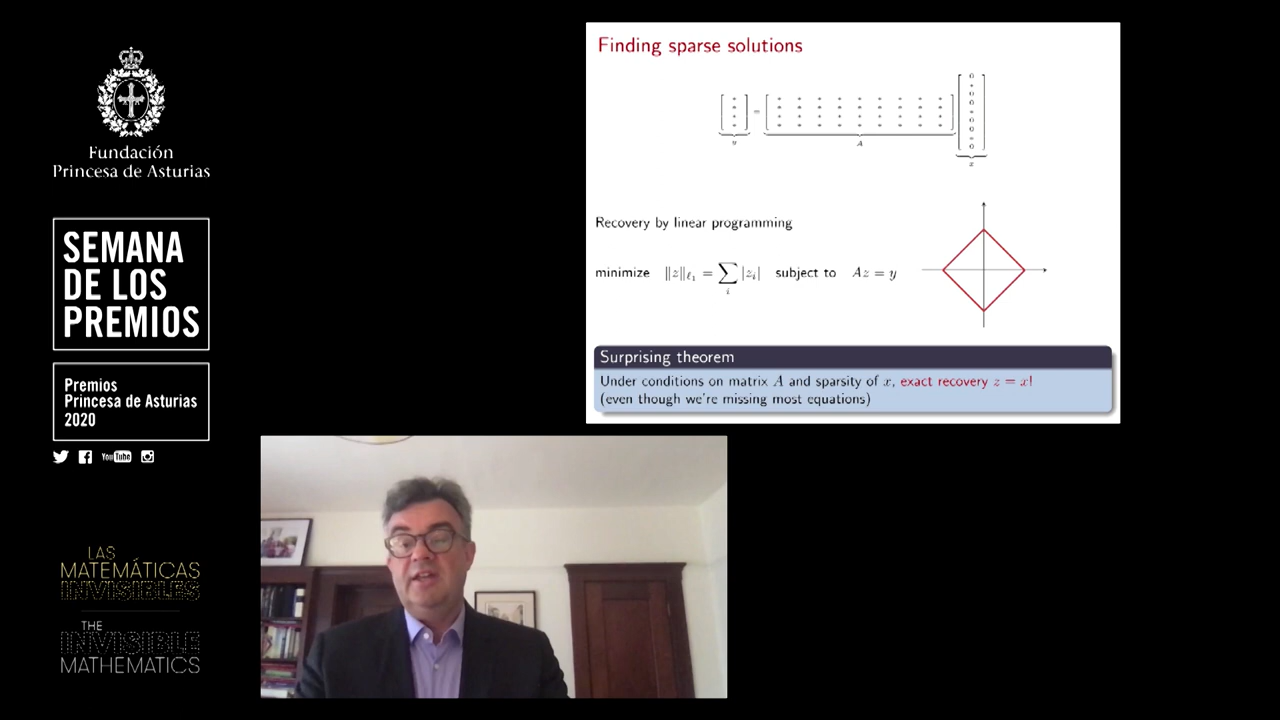 Fundación
Princesa de Asturias
SEMANA
DE LOS
PREMIOS
Premios
Princesa de Asturias
2020
You Tube
LAS
MATEMÁTICAS
INVISIBLES
THE
INVISIBLE
MATHEMATICS
Finding sparse solutions
y = A x
Recovery by linear programming
minimize ‖z‖ℓ₁ = ∑ᵢ |zᵢ| subject to Az = y
Surprising theorem
Under conditions on matrix A and sparsity of x, exact recovery z = x!
(even though we're missing most equations)